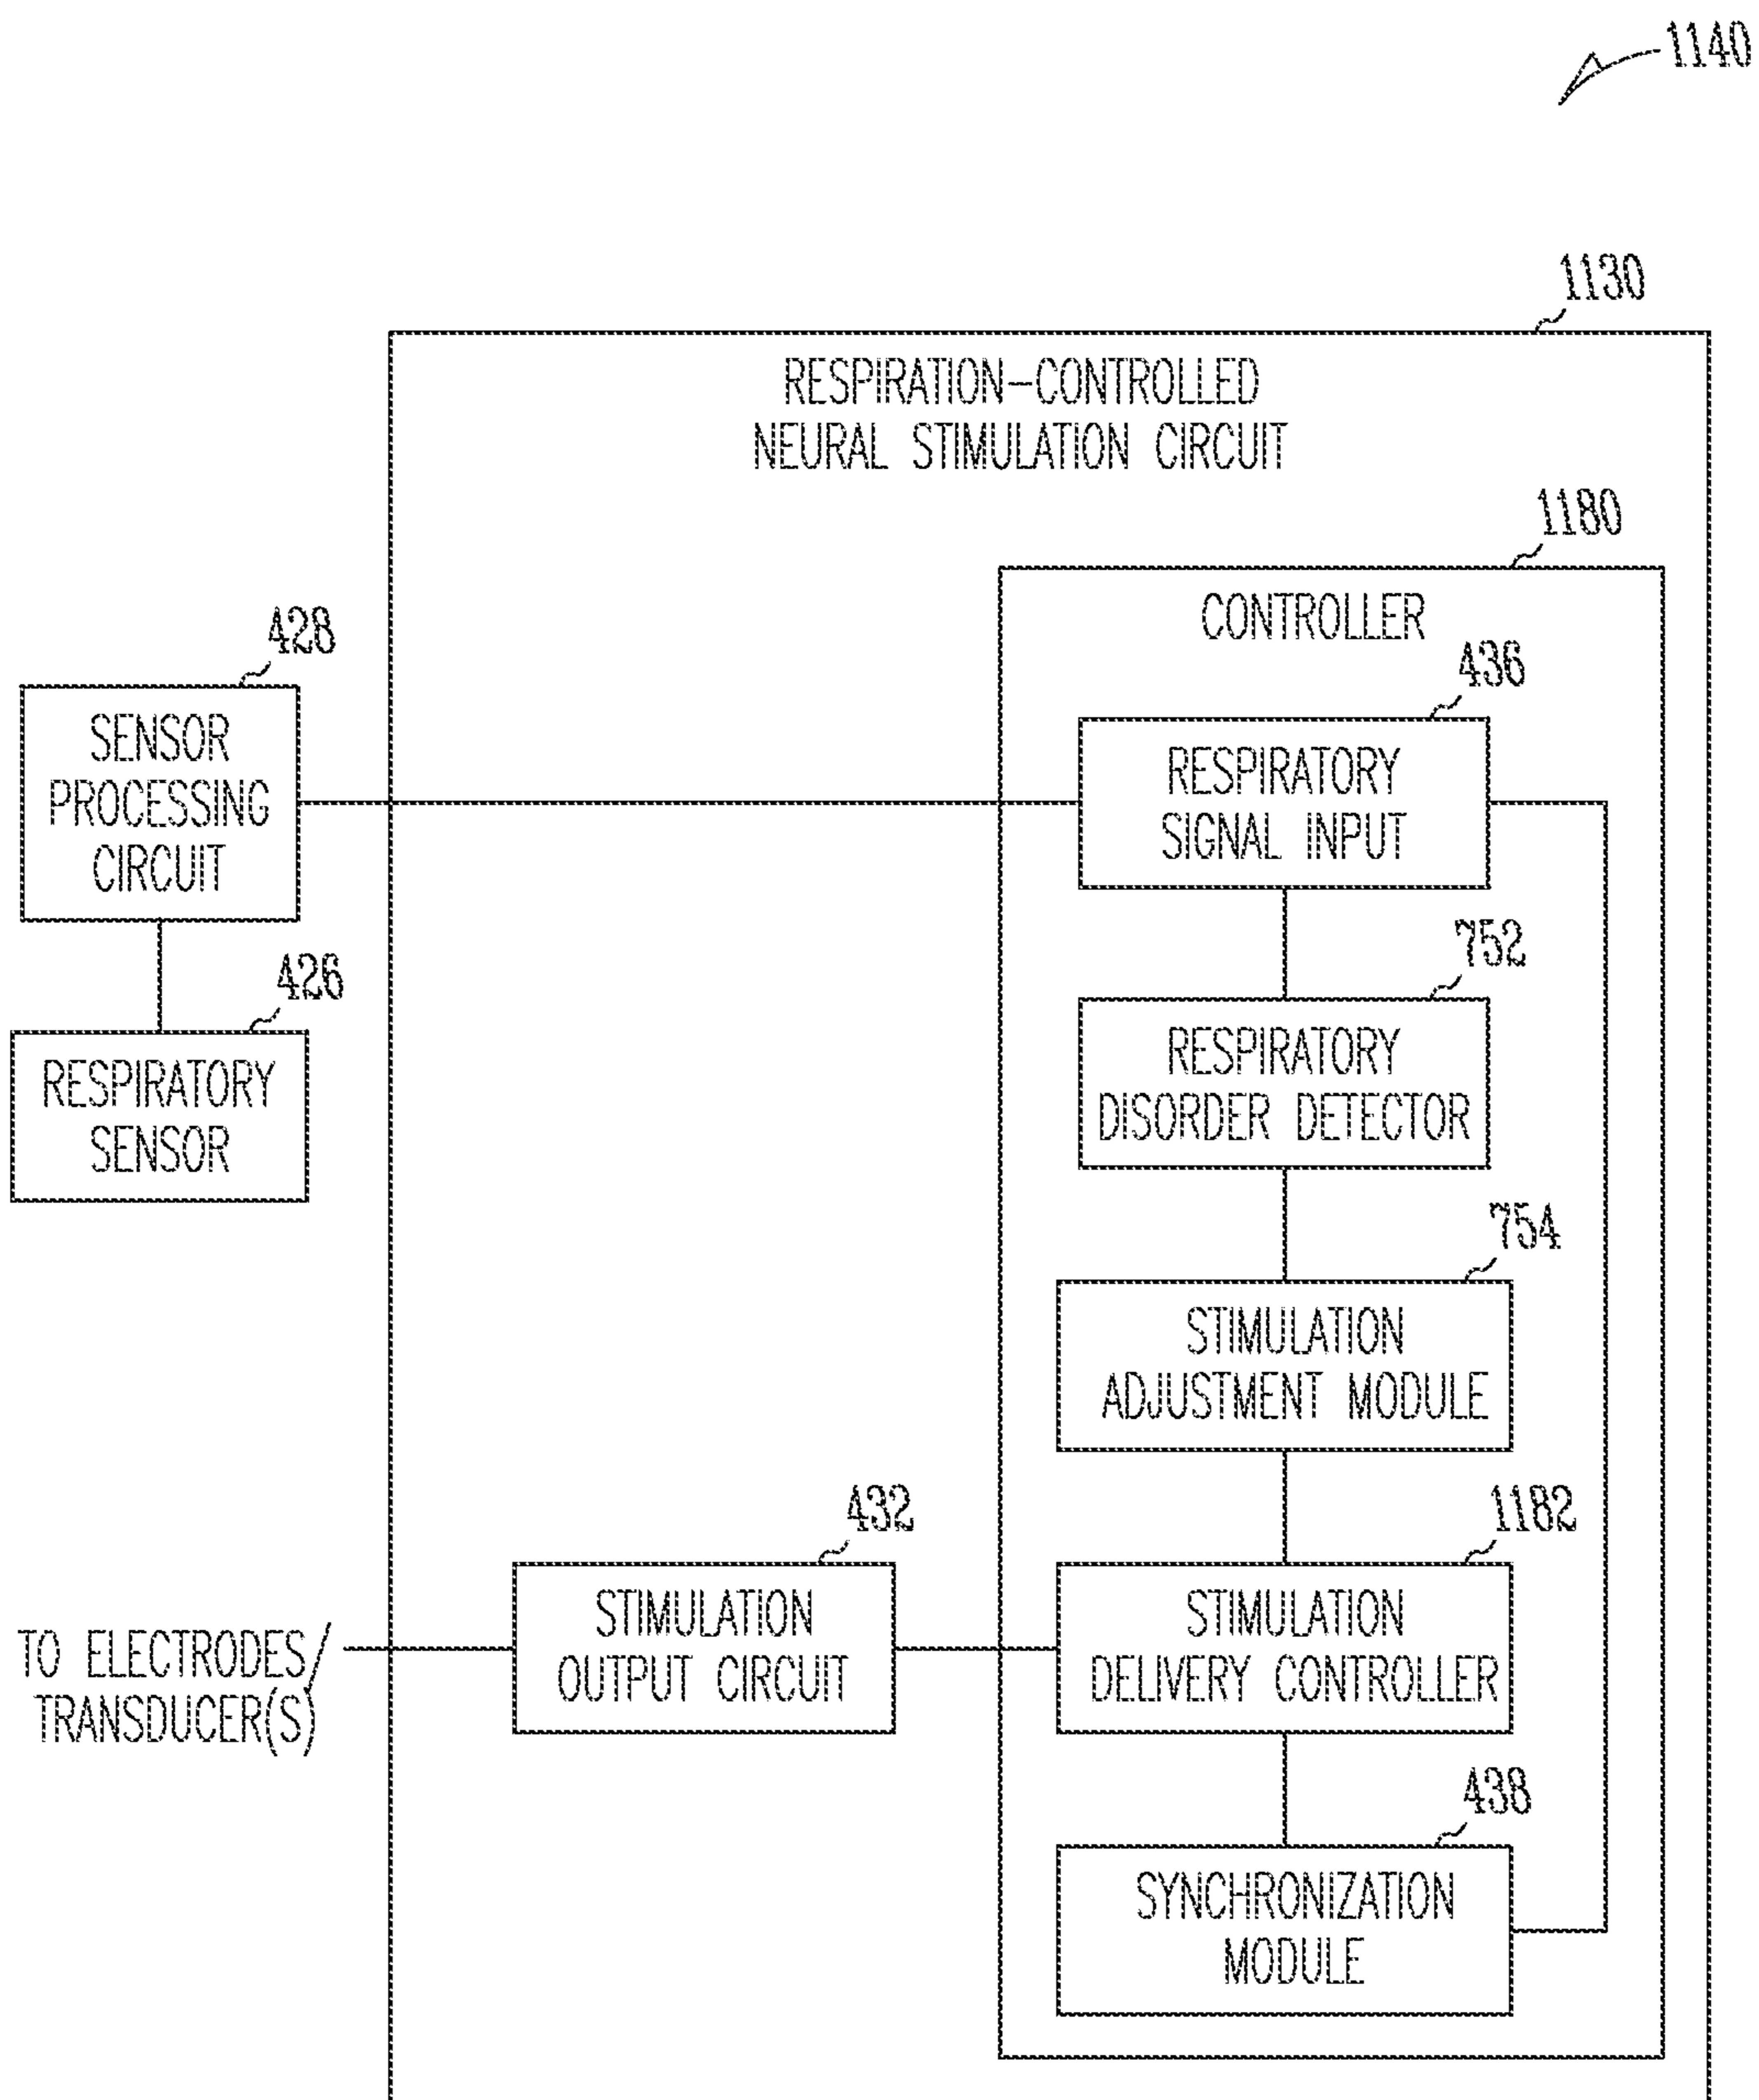 1140
1130
RESPIRATION-CONTROLLED
NEURAL STIMULATION CIRCUIT
1180
CONTROLLER
428
SENSOR
PROCESSING
CIRCUIT
436
RESPIRATORY
SIGNAL INPUT
426
RESPIRATORY
SENSOR
752
RESPIRATORY
DISORDER DETECTOR
754
STIMULATION
ADJUSTMENT MODULE
432
STIMULATION
OUTPUT CIRCUIT
1182
STIMULATION
DELIVERY CONTROLLER
TO ELECTRODES/
TRANSDUCER(S)
438
SYNCHRONIZATION
MODULE